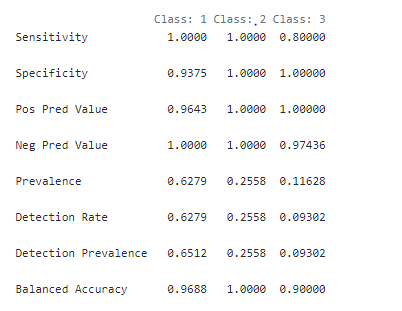 Class: 1 Class: 2 Class: 3
Sensitivity 1.0000 1.0000 0.80000
Specificity 0.9375 1.0000 1.00000
Pos Pred Value 0.9643 1.0000 1.00000
Neg Pred Value 1.0000 1.0000 0.97436
Prevalence 0.6279 0.2558 0.11628
Detection Rate 0.6279 0.2558 0.09302
Detection Prevalence 0.6512 0.2558 0.09302
Balanced Accuracy 0.9688 1.0000 0.90000